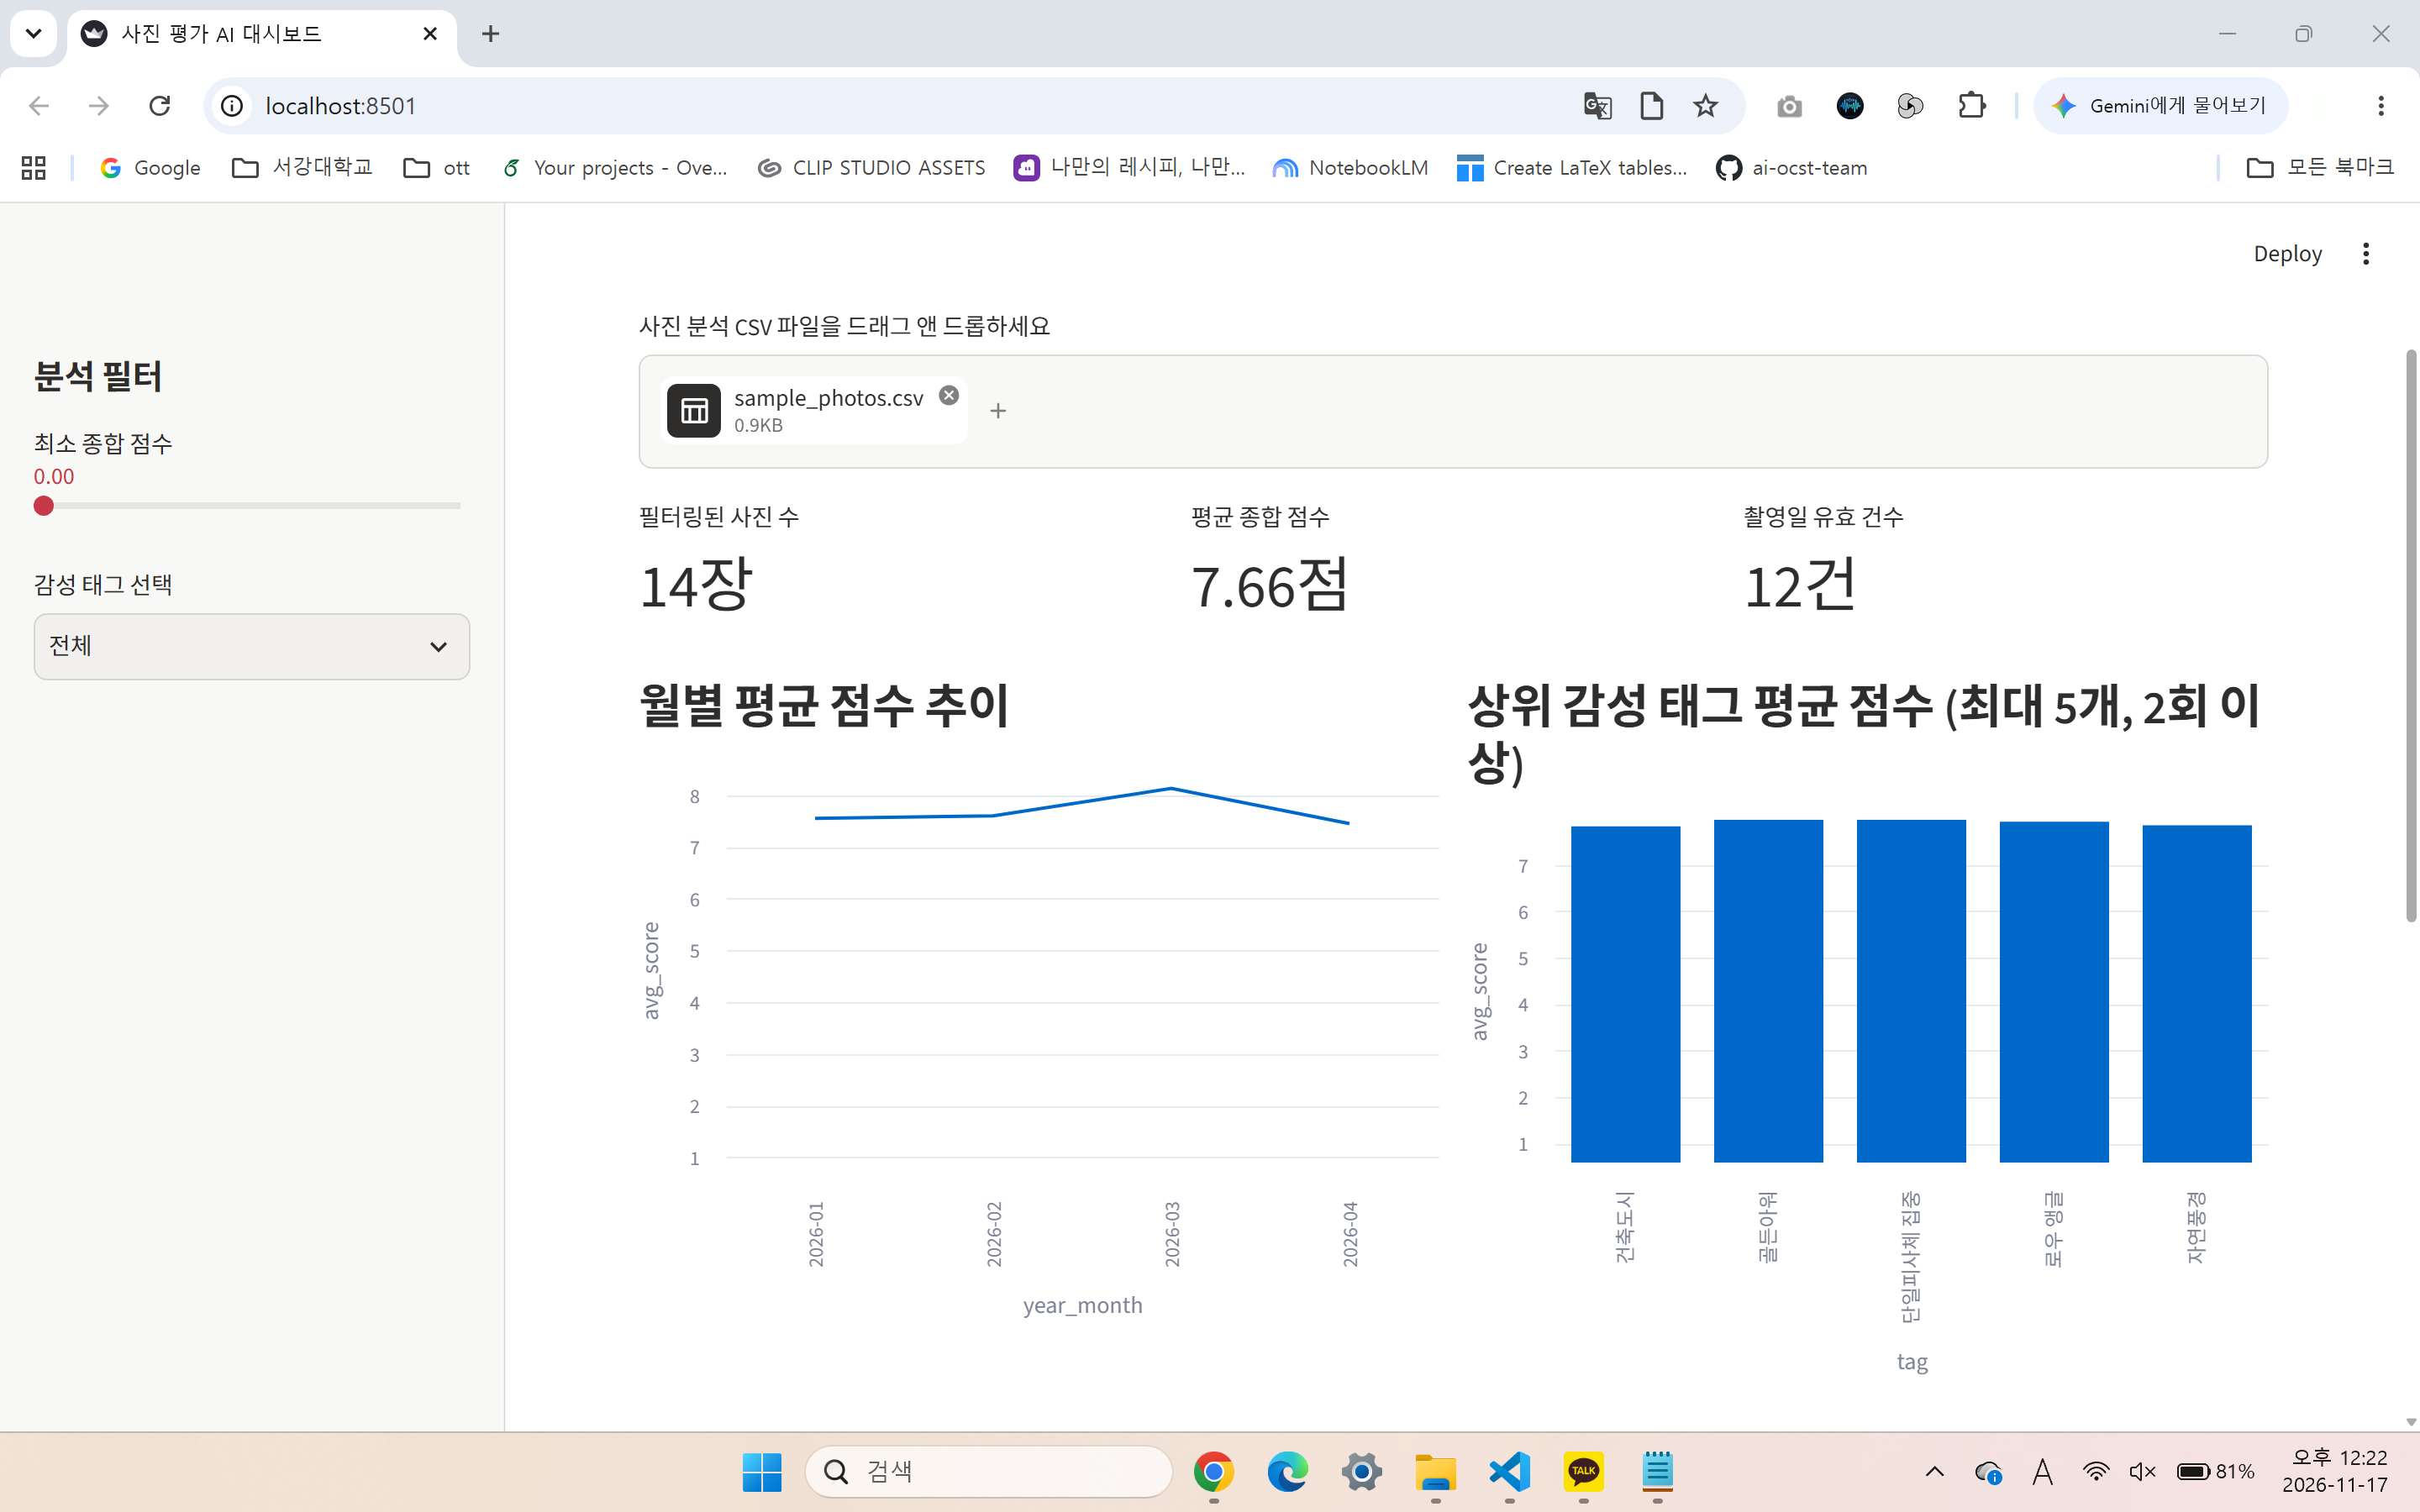 사진 평가 AI 대시보드
localhost:8501
Gemini에게 물어보기
Google
서강대학교
ott
Your projects - Ove...
CLIP STUDIO ASSETS
나만의 레시피, 나만...
NotebookLM
Create LaTeX tables...
ai-ocst-team
모든 북마크
Deploy
분석 필터
최소 종합 점수
0.00
감성 태그 선택
전체
사진 분석 CSV 파일을 드래그 앤 드롭하세요
sample_photos.csv
0.9KB
필터링된 사진 수
14장
평균 종합 점수
7.66점
촬영일 유효 건수
12건
월별 평균 점수 추이
8
7
6
5
4
3
2
1
avg_score
2026-01
2026-02
2026-03
2026-04
year_month
상위 감성 태그 평균 점수 (최대 5개, 2회 이
상)
7
6
5
4
3
2
1
avg_score
건축도시
골든아워
단일피사체 집중
로우 앵글
자연풍경
tag
검색
TALK
A
81%
오후 12:22
2026-11-17